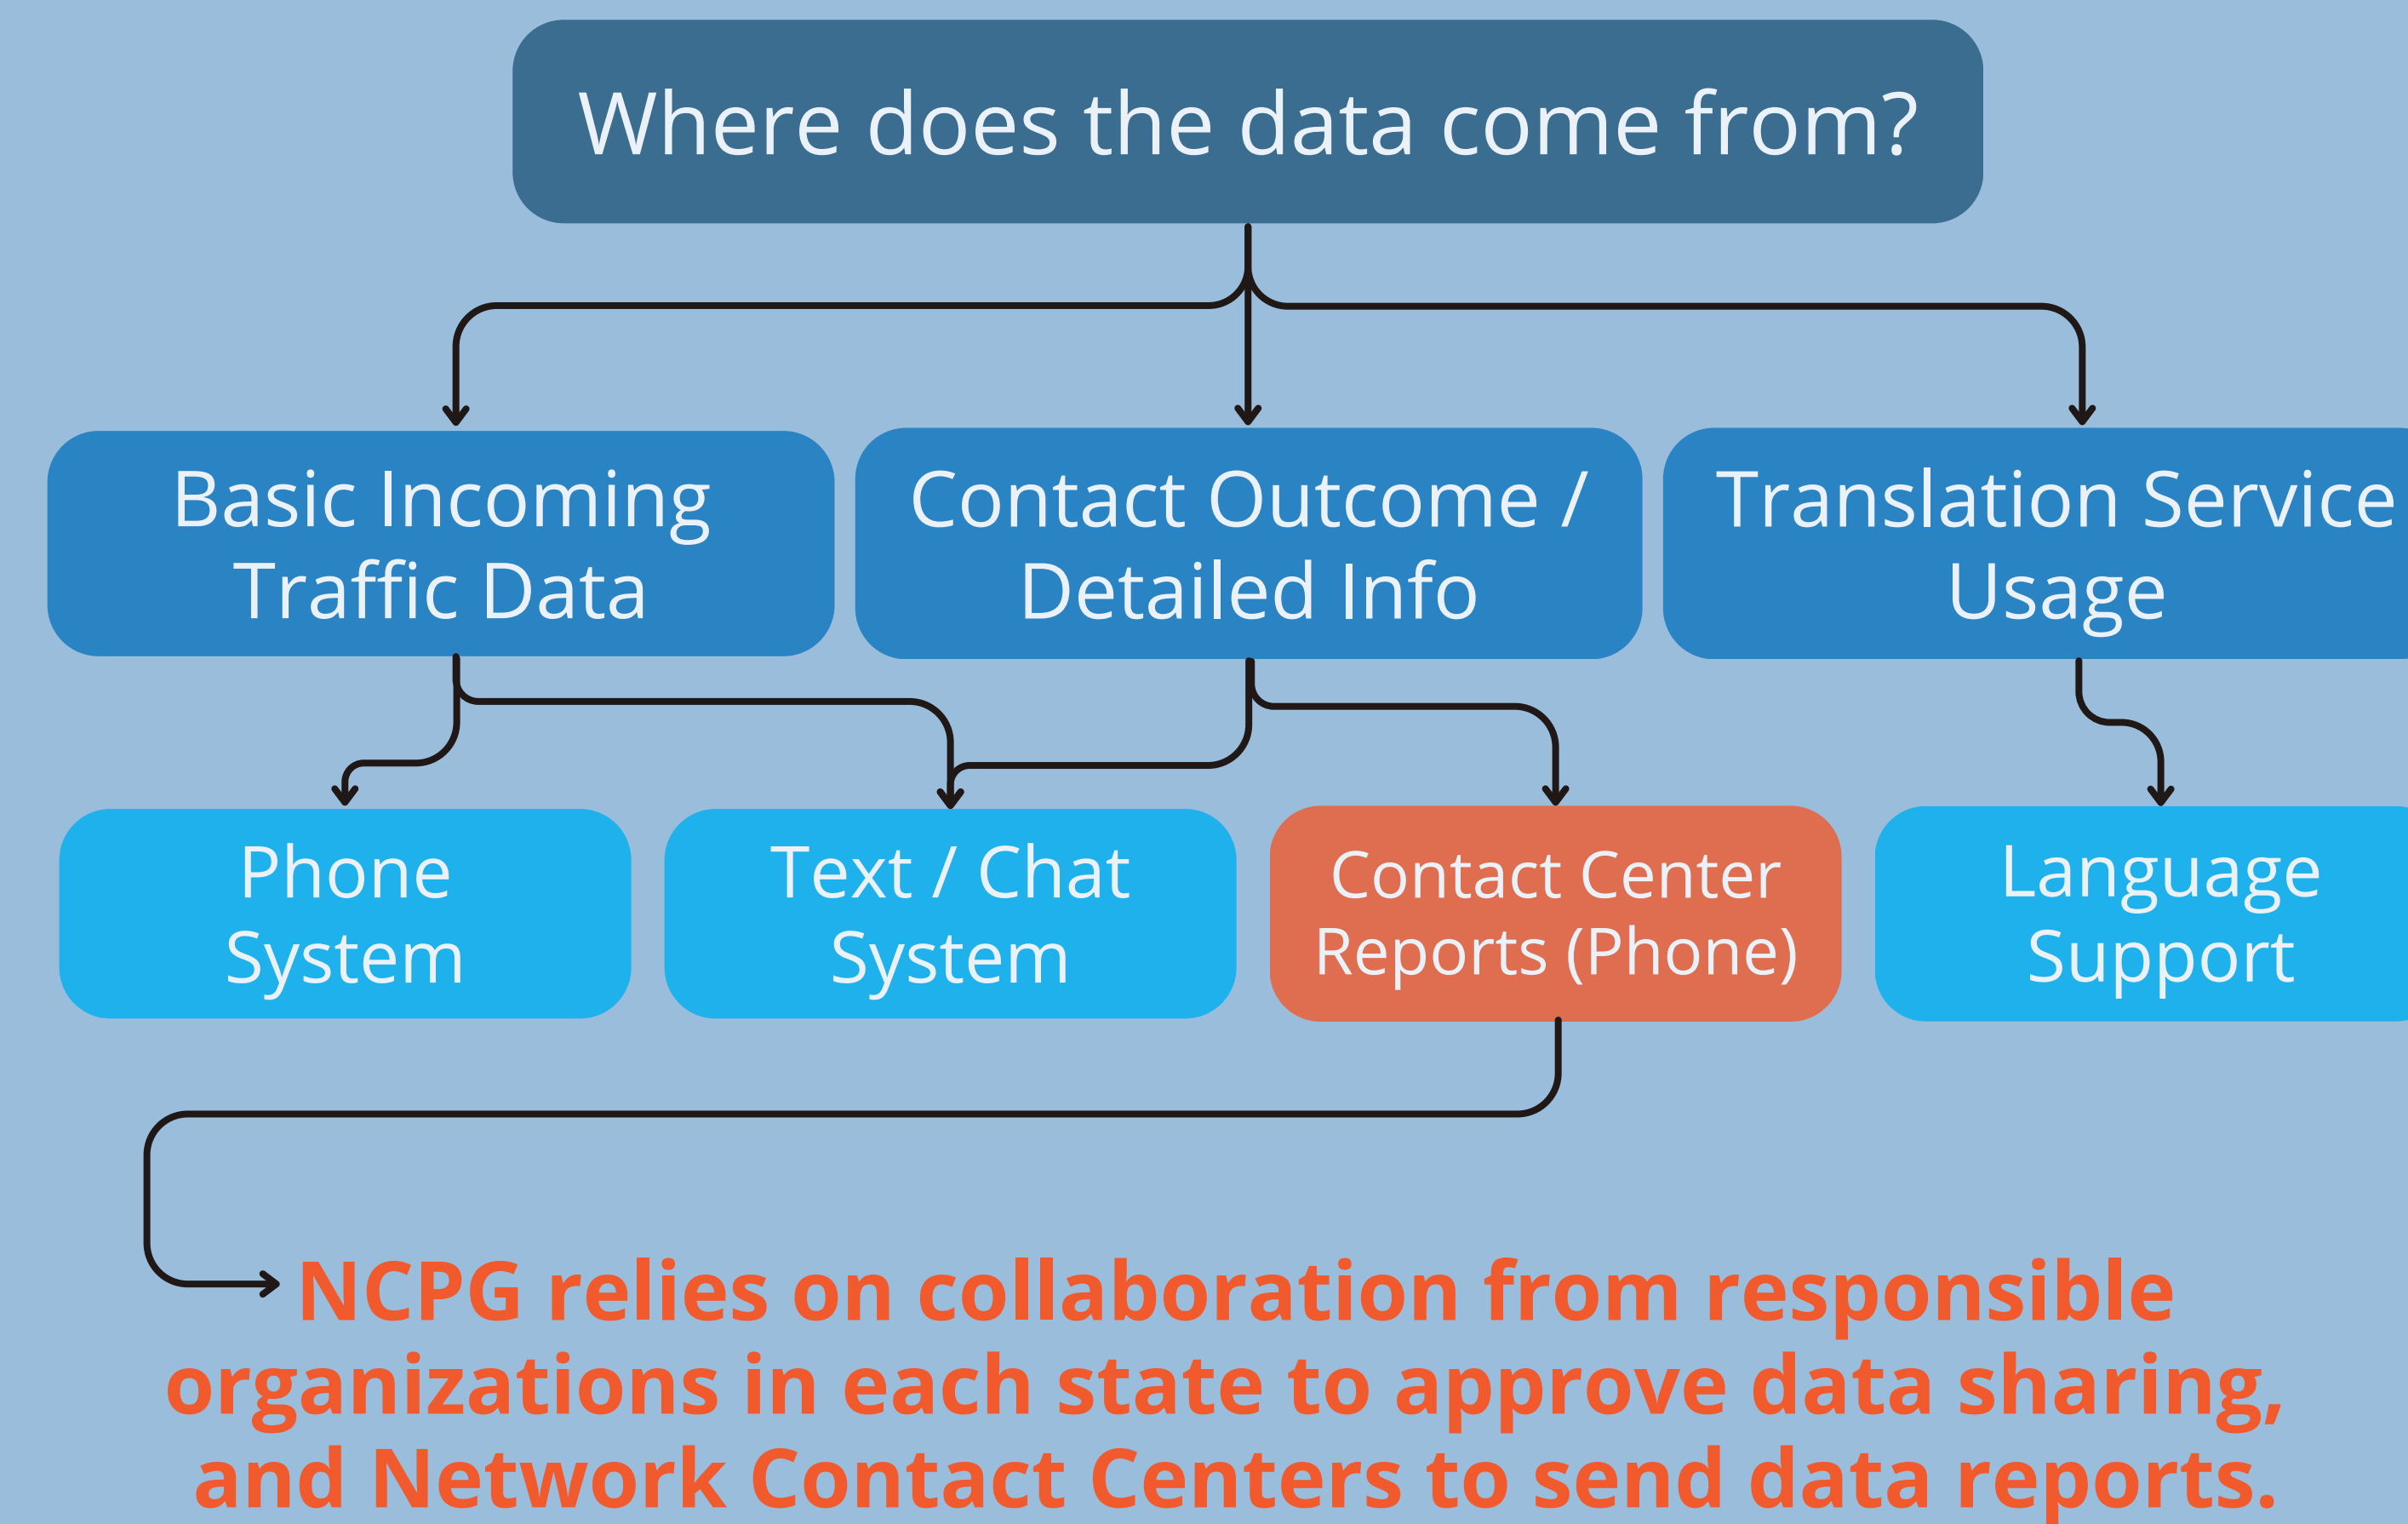 Where does the data come from?
Basic Incoming
Traffic Data
Contact Outcome /
Detailed Info
Translation Service
Usage
Phone
System
Text / Chat
System
Contact Center
Reports (Phone)
Language
Support
NCPG relies on collaboration from responsible
organizations in each state to approve data sharing,
and Network Contact Centers to send data reports.